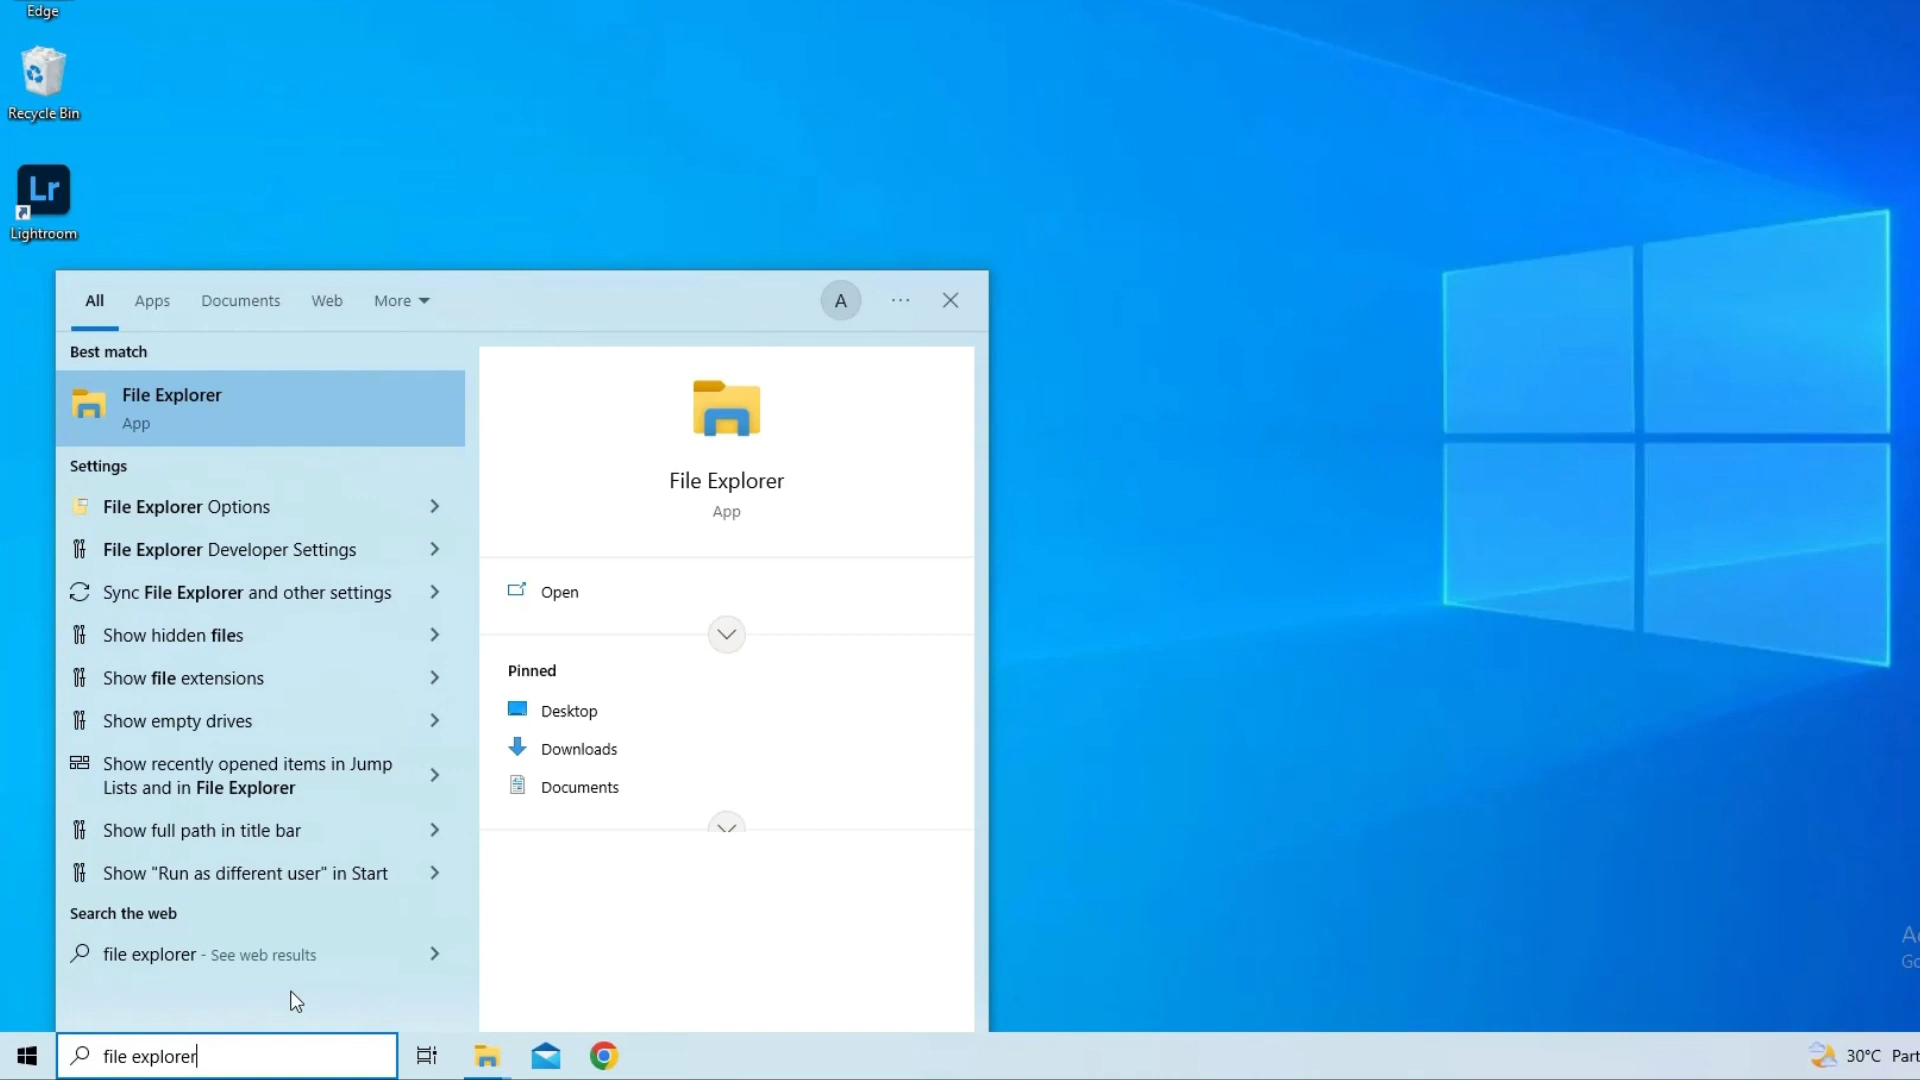 Edge
Recycle Bin
Lr
Lightroom
All Apps Documents Web More
A
Best match
File Explorer
App
Settings
File Explorer Options
File Explorer Developer Settings
Sync File Explorer and other settings
Show hidden files
Show file extensions
Show empty drives
Show recently opened items in Jump
Lists and in File Explorer
Show full path in title bar
Show "Run as different user" in Start
Search the web
file explorer - See web results
File Explorer
App
Open
Pinned
Desktop
Downloads
Documents
file explorer
30°C